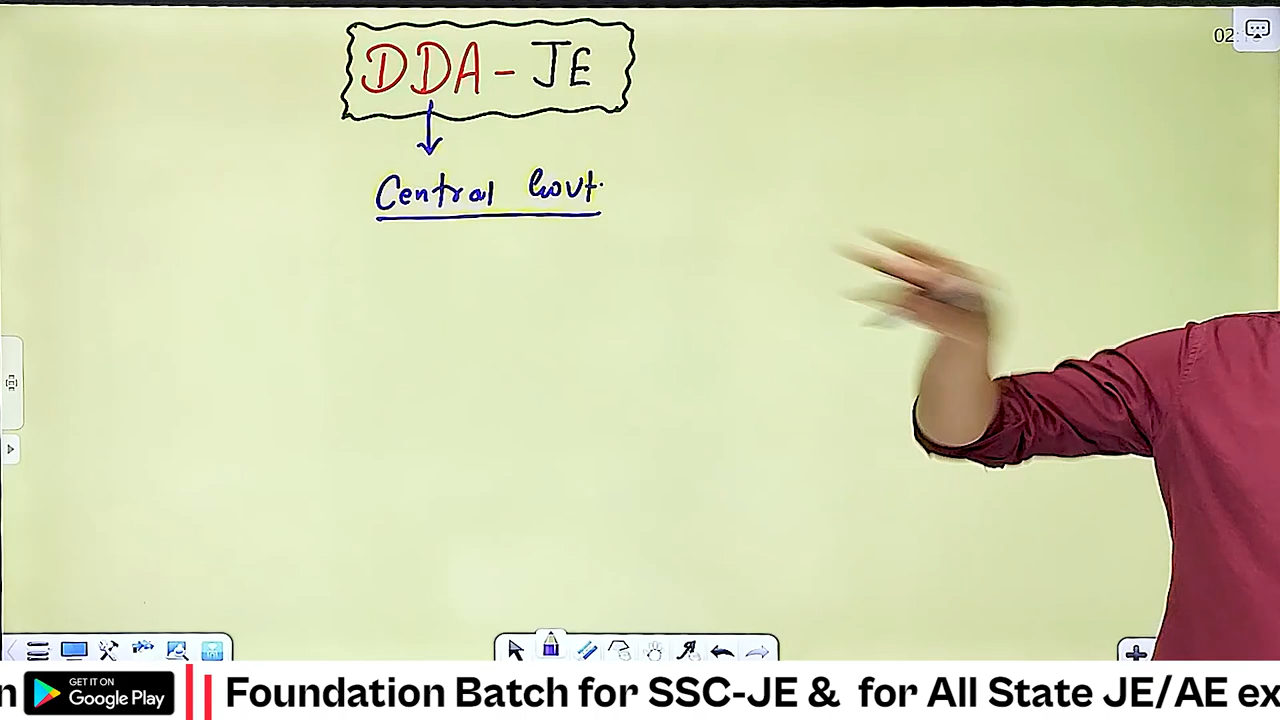 DDA - JE
Central Govt.
02:1
n GET IT ON Google Play Foundation Batch for SSC-JE & for All State JE/AE ex